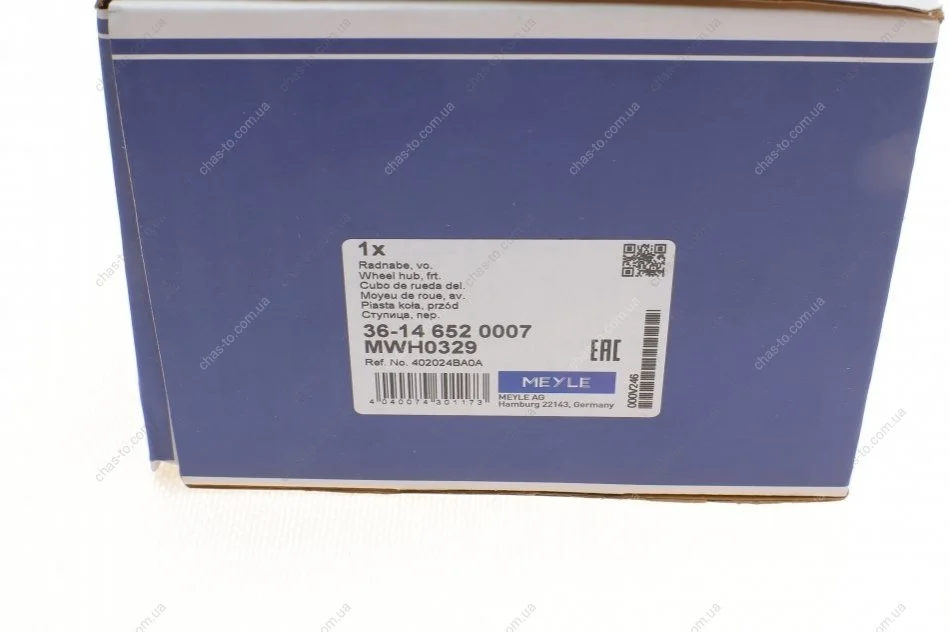 1x
Radnabe, vo.
Wheel hub, frt.
Cubo de rueda del.
Moyeu de roue, av.
Piasta koła, przód
Ступица, пер.
36-14 652 0007
MWH0329
Ref. No. 402024BA0A
EAC
4 040074 301173
MEYLE
MEYLE AG
Hamburg 22143, Germany
000V246
chas-to.com.ua